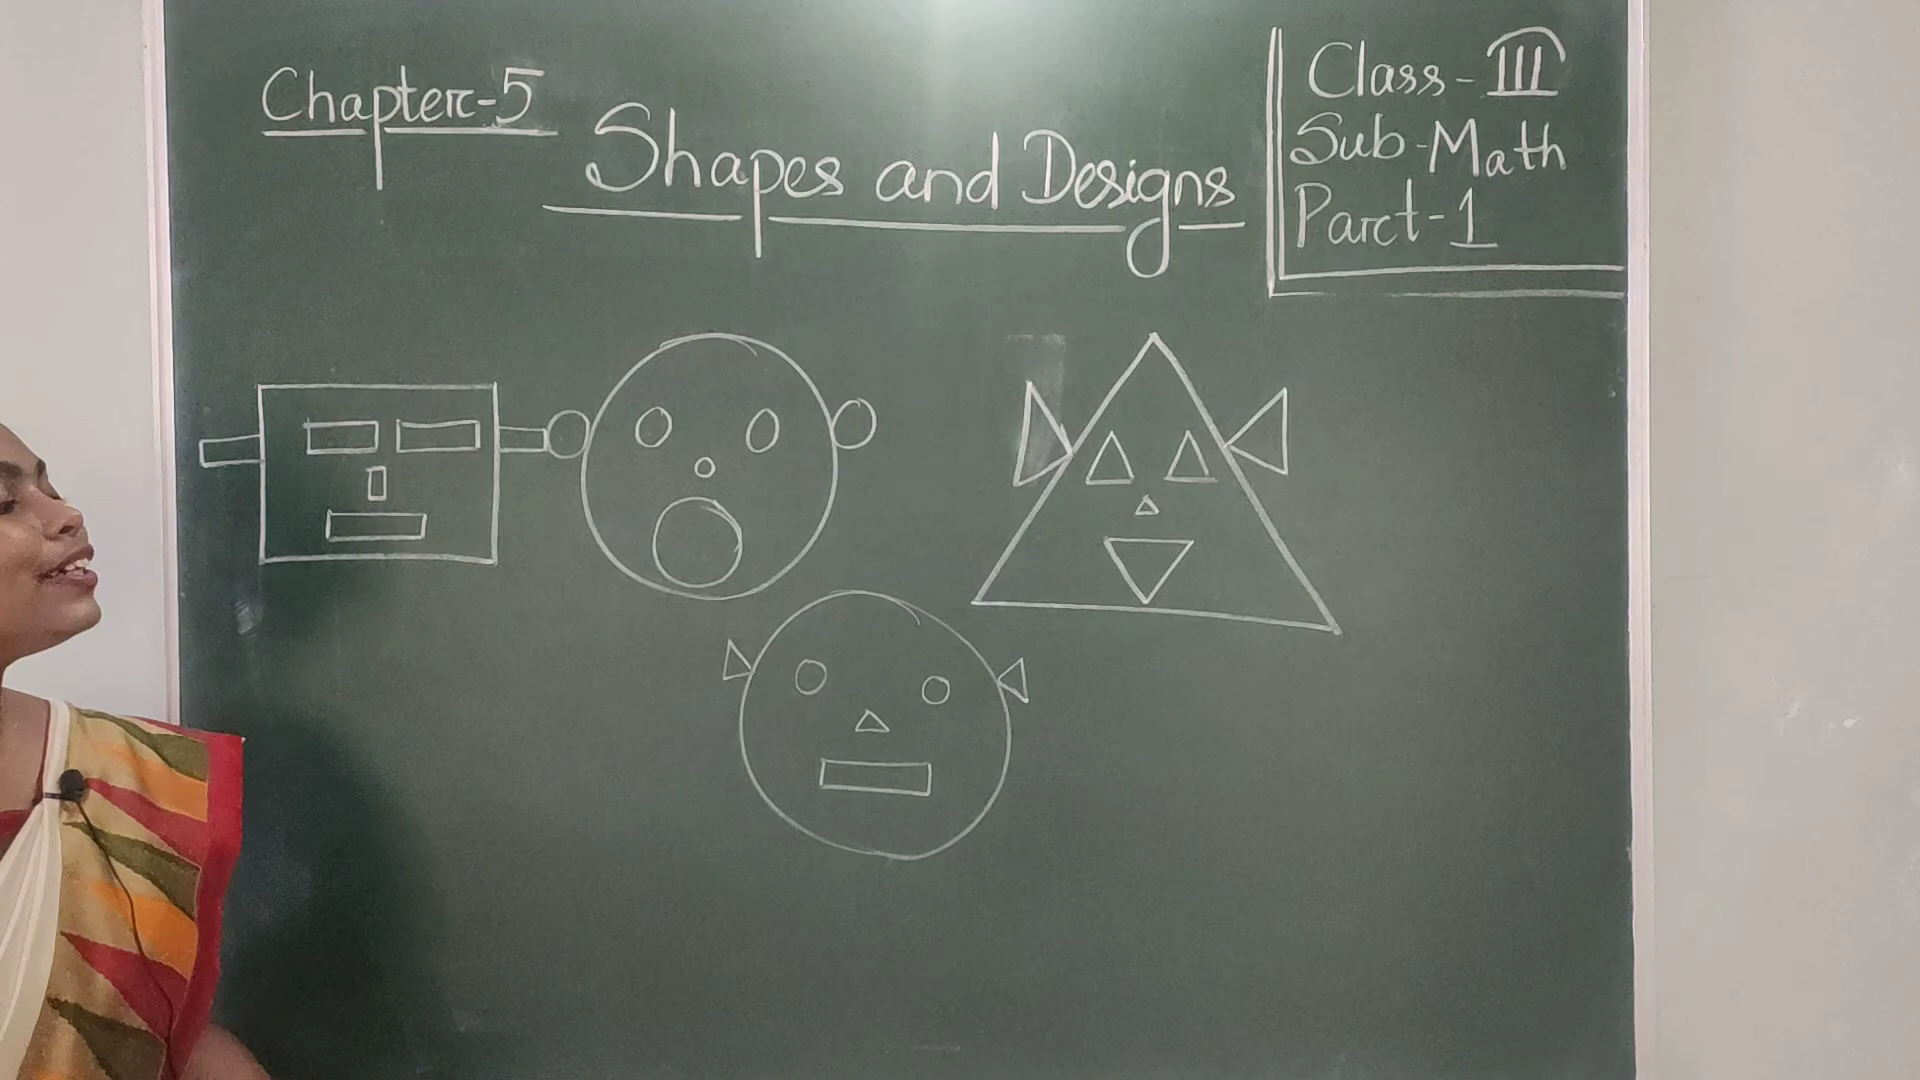 Chapter-5
Shapes and Designs
Class-III
Sub-Math
Part-1